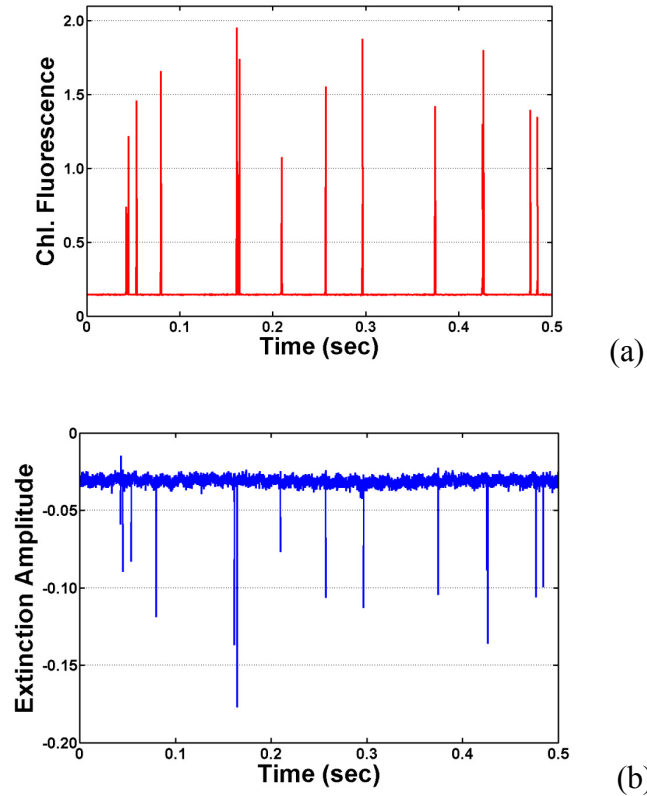 2.0
1.5
1.0
0.5
0
0 0.1 0.2 0.3 0.4 0.5
Chl. Fluorescence
Time (sec)
(a)
0
-0.05
-0.10
-0.15
-0.20
0 0.1 0.2 0.3 0.4 0.5
Extinction Amplitude
Time (sec)
(b)